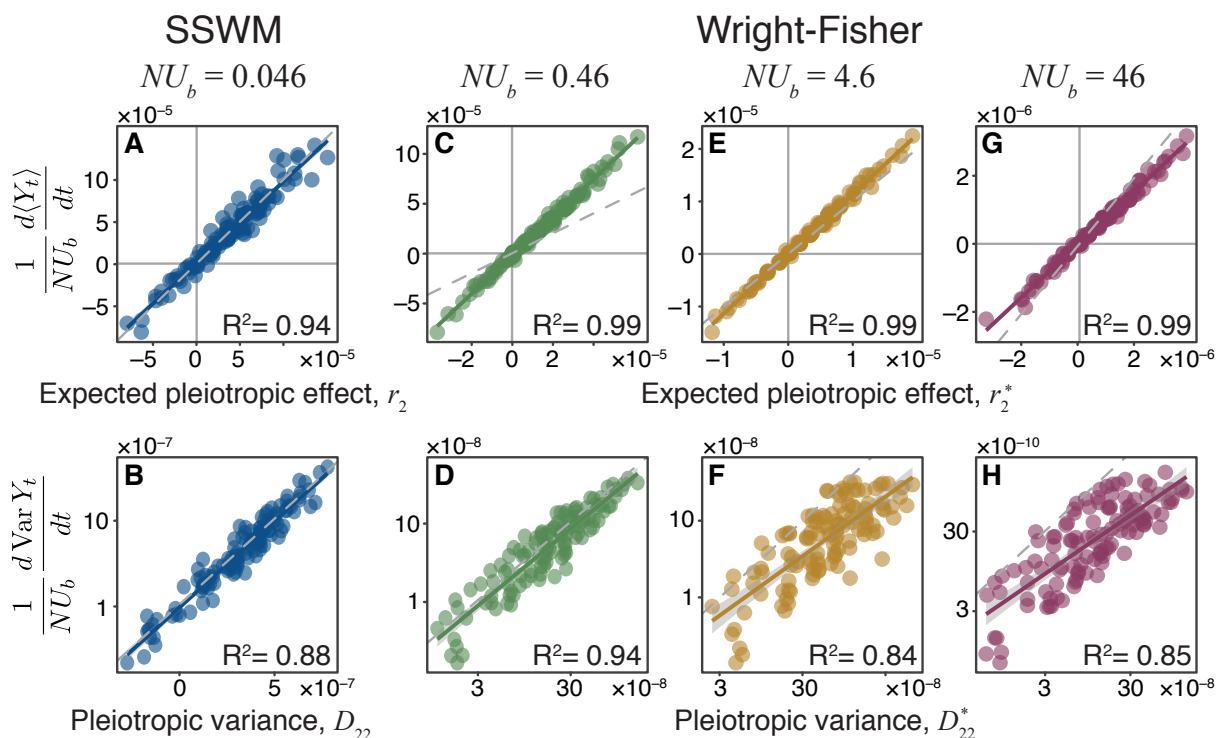 SSWM Wright-Fisher
NU_b = 0.046 NU_b = 0.46 NU_b = 4.6 NU_b = 46
×10⁻⁵ ×10⁻⁵ ×10⁻⁵ ×10⁻⁶
A C E G
10 10 2 2
5 5 1 0
0 0 0 −2
−5 −5 −1
1/NU_b d⟨Y_t⟩/dt
R²= 0.94 R²= 0.99 R²= 0.99 R²= 0.99
−5 0 5 ×10⁻⁵ −2 0 2 ×10⁻⁵ −1 0 1 ×10⁻⁵ −2 0 2 ×10⁻⁶
Expected pleiotropic effect, r₂ Expected pleiotropic effect, r₂*
×10⁻⁷ ×10⁻⁸ ×10⁻⁸ ×10⁻¹⁰
B D F H
10 10 10 30
1 1 1 3
1/NU_b d Var Y_t/dt
R²= 0.88 R²= 0.94 R²= 0.84 R²= 0.85
0 5 ×10⁻⁷ 3 30 ×10⁻⁸ 3 30 ×10⁻⁸ 3 30 ×10⁻⁸
Pleiotropic variance, D₂₂ Pleiotropic variance, D₂₂*